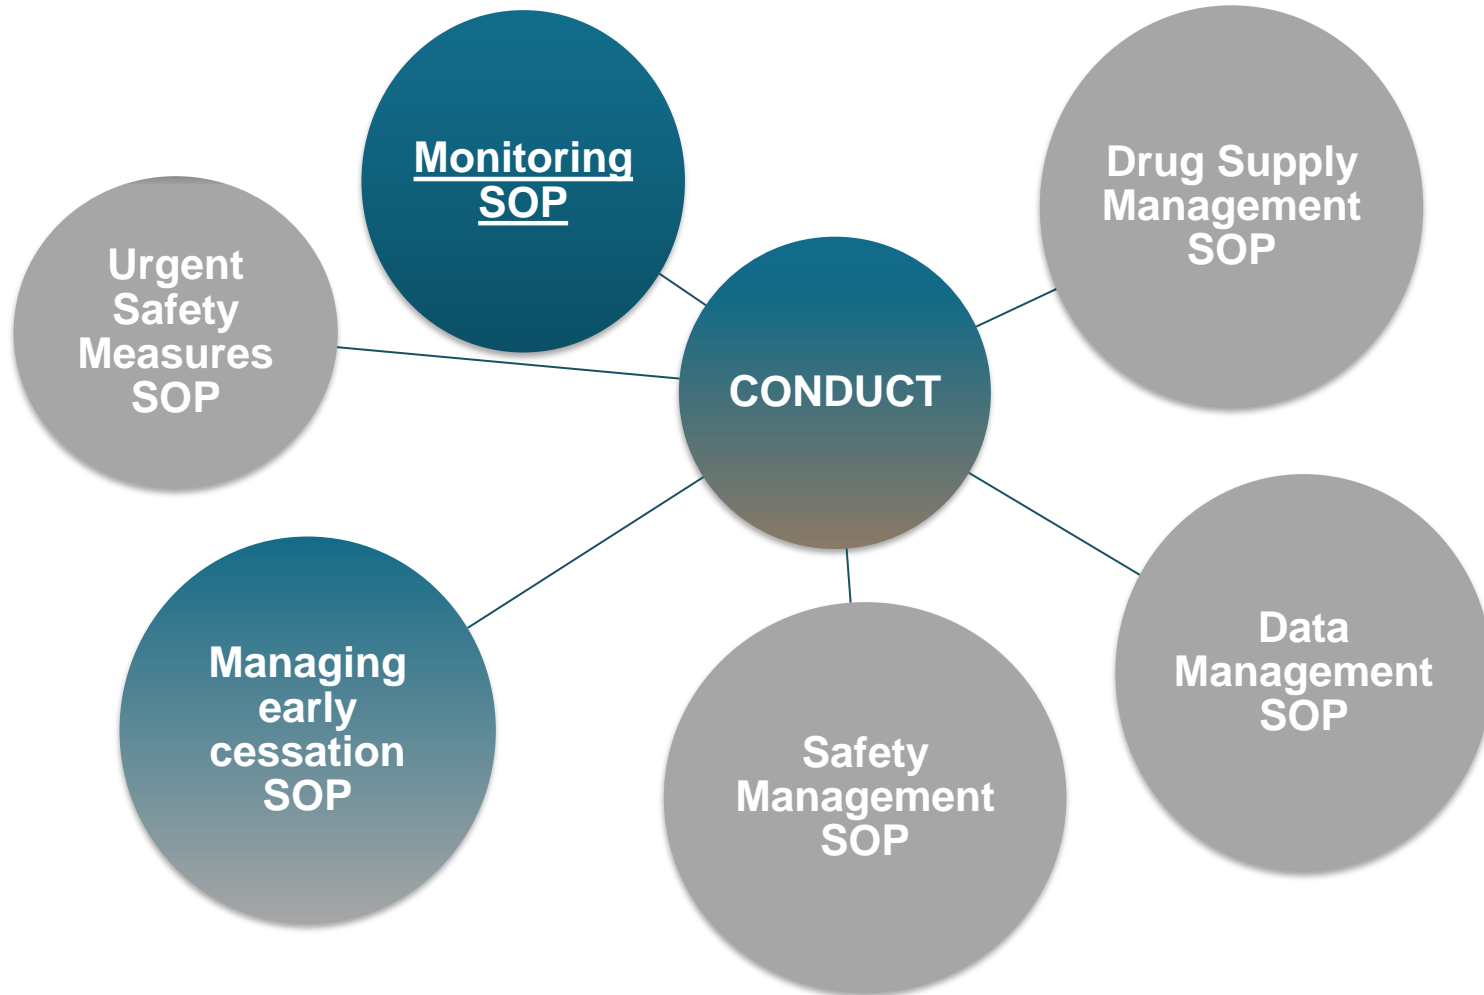 Monitoring
SOP
Drug Supply
Management
SOP
Urgent
Safety
Measures
SOP
CONDUCT
Managing
early
cessation
SOP
Safety
Management
SOP
Data
Management
SOP